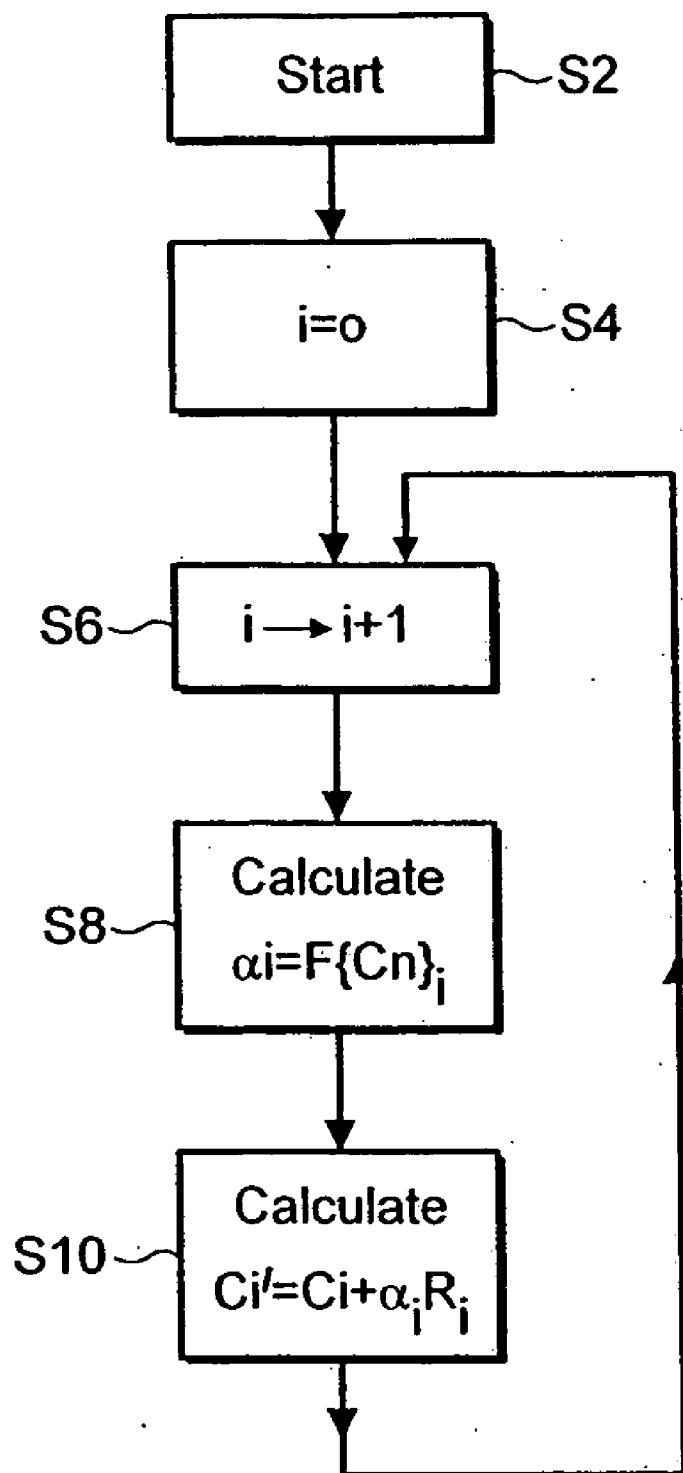 Start
S2
i=o
S4
S6
i → i+1
S8
Calculate
αi=F{Cn}i
S10
Calculate
Ci'=Ci+αiRi